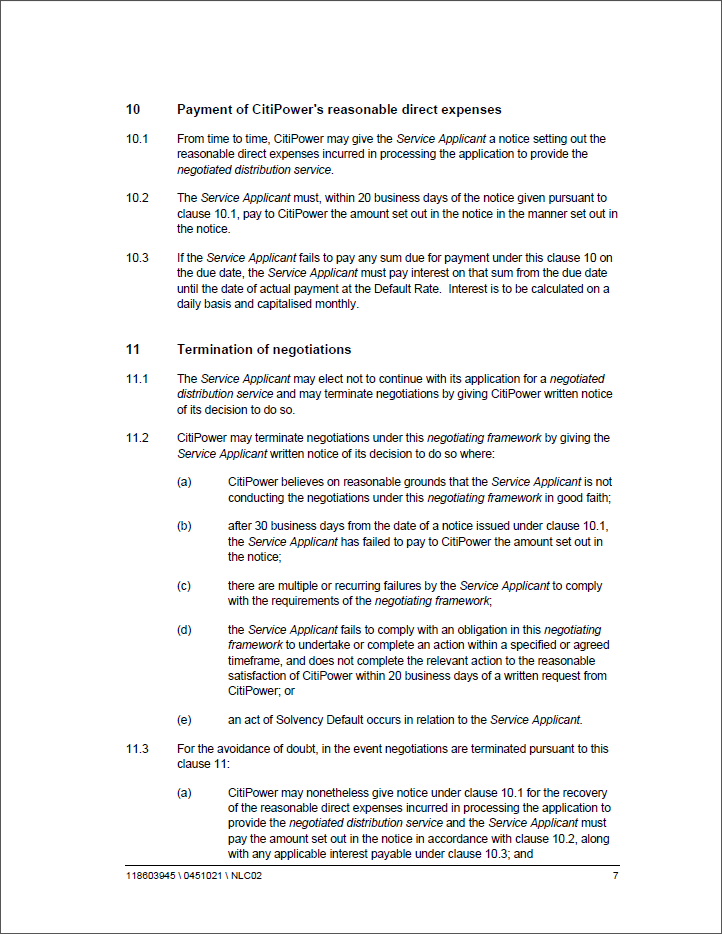 10 Payment of CitiPower's reasonable direct expenses
10.1 From time to time, CitiPower may give the Service Applicant a notice setting out the
reasonable direct expenses incurred in processing the application to provide the
negotiated distribution service.
10.2 The Service Applicant must, within 20 business days of the notice given pursuant to
clause 10.1, pay to CitiPower the amount set out in the notice in the manner set out in
the notice.
10.3 If the Service Applicant fails to pay any sum due for payment under this clause 10 on
the due date, the Service Applicant must pay interest on that sum from the due date
until the date of actual payment at the Default Rate. Interest is to be calculated on a
daily basis and capitalised monthly.
11 Termination of negotiations
11.1 The Service Applicant may elect not to continue with its application for a negotiated
distribution service and may terminate negotiations by giving CitiPower written notice
of its decision to do so.
11.2 CitiPower may terminate negotiations under this negotiating framework by giving the
Service Applicant written notice of its decision to do so where:
(a) CitiPower believes on reasonable grounds that the Service Applicant is not
conducting the negotiations under this negotiating framework in good faith;
(b) after 30 business days from the date of a notice issued under clause 10.1,
the Service Applicant has failed to pay to CitiPower the amount set out in
the notice;
(c) there are multiple or recurring failures by the Service Applicant to comply
with the requirements of the negotiating framework;
(d) the Service Applicant fails to comply with an obligation in this negotiating
framework to undertake or complete an action within a specified or agreed
timeframe, and does not complete the relevant action to the reasonable
satisfaction of CitiPower within 20 business days of a written request from
CitiPower; or
(e) an act of Solvency Default occurs in relation to the Service Applicant.
11.3 For the avoidance of doubt, in the event negotiations are terminated pursuant to this
clause 11:
(a) CitiPower may nonetheless give notice under clause 10.1 for the recovery
of the reasonable direct expenses incurred in processing the application to
provide the negotiated distribution service and the Service Applicant must
pay the amount set out in the notice in accordance with clause 10.2, along
with any applicable interest payable under clause 10.3; and
118603945 \ 0451021 \ NLC02 7